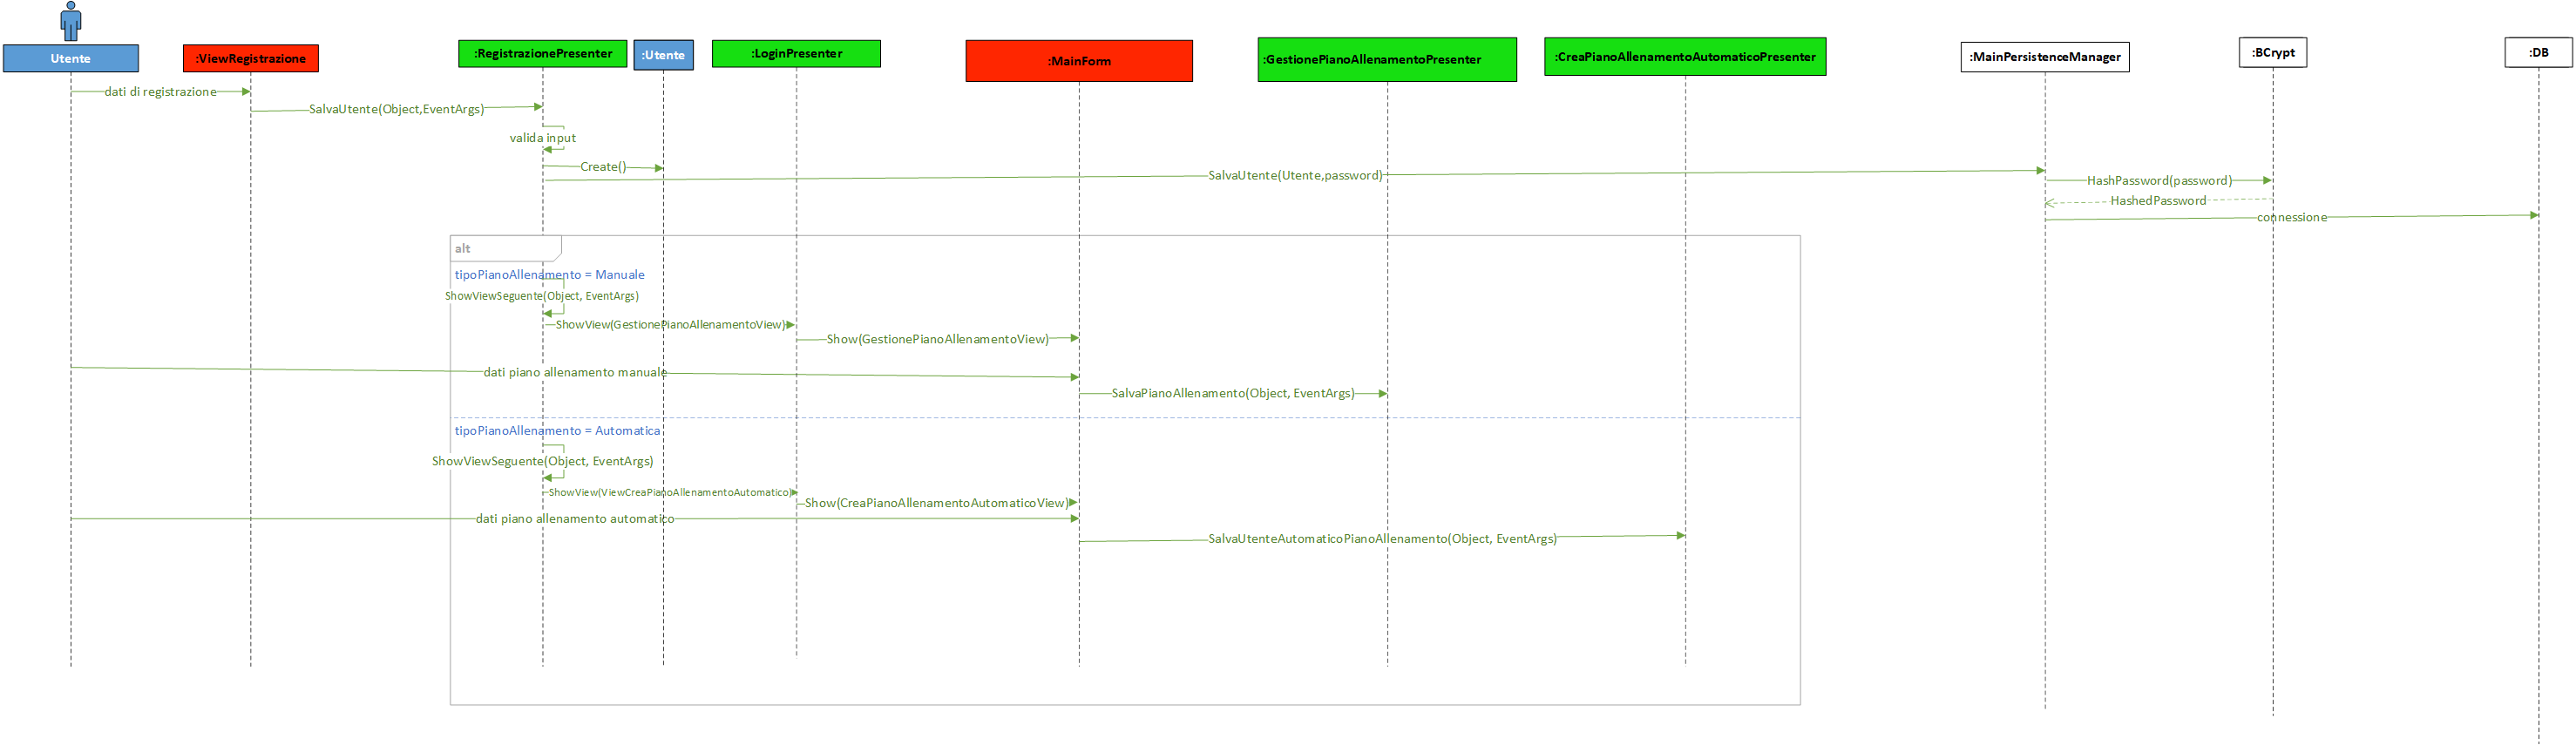 Utente
:ViewRegistrazione
:RegistrazionePresenter
:Utente
:LoginPresenter
:MainForm
:GestionePianoAllenamentoPresenter
:CreaPianoAllenamentoAutomaticoPresenter
:MainPersistenceManager
:BCrypt
:DB
dati di registrazione
SalvaUtente(Object,EventArgs)
valida input
Create()
SalvaUtente(Utente,password)
HashPassword(password)
HashedPassword
connessione
alt
tipoPianoAllenamento = Manuale
ShowViewSeguente(Object, EventArgs)
ShowView(GestionePianoAllenamentoView)
Show(GestionePianoAllenamentoView)
dati piano allenamento manuale
SalvaPianoAllenamento(Object, EventArgs)
tipoPianoAllenamento = Automatica
ShowViewSeguente(Object, EventArgs)
ShowView(ViewCreaPianoAllenamentoAutomatico)
Show(CreaPianoAllenamentoAutomaticoView)
dati piano allenamento automatico
SalvaUtenteAutomaticoPianoAllenamento(Object, EventArgs)